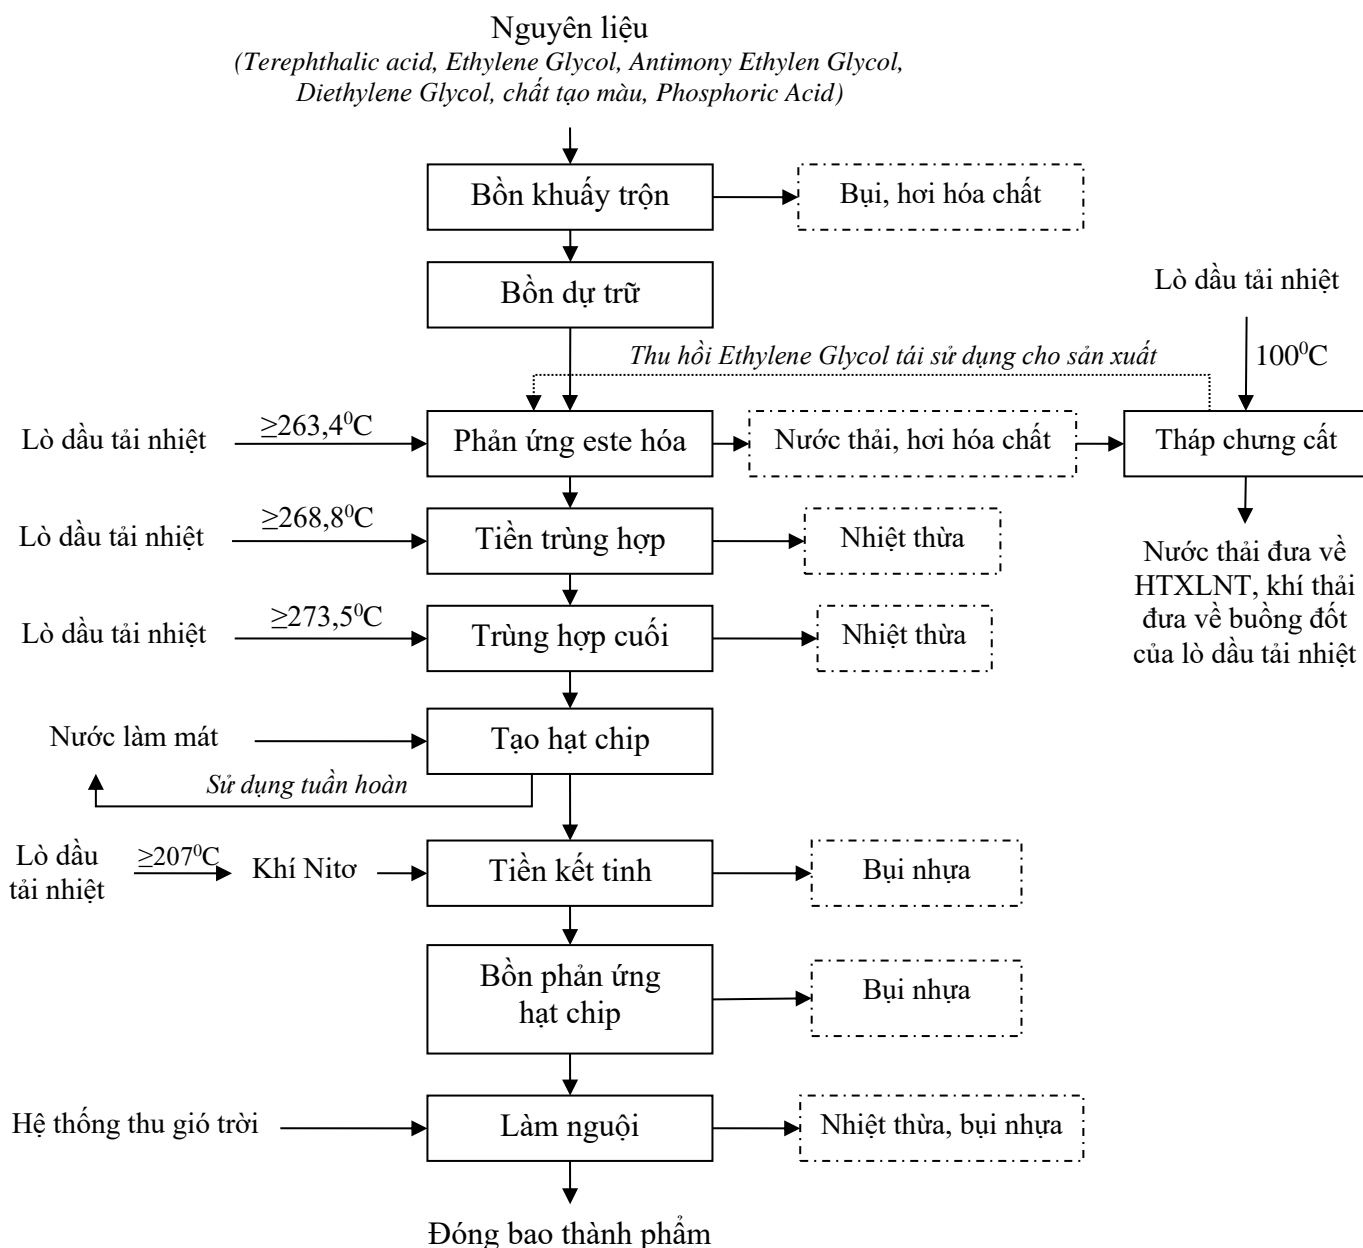 Nguyên liệu
(Terephthalic acid, Ethylene Glycol, Antimony Ethylen Glycol,
Diethylene Glycol, chất tạo màu, Phosphoric Acid)
Bồn khuấy trộn
Bụi, hơi hóa chất
Bồn dự trữ
Lò dầu tải nhiệt
Thu hồi Ethylene Glycol tái sử dụng cho sản xuất
100⁰C
Lò dầu tải nhiệt
≥263,4⁰C
Phản ứng este hóa
Nước thải, hơi hóa chất
Tháp chưng cất
Lò dầu tải nhiệt
≥268,8⁰C
Tiền trùng hợp
Nhiệt thừa
Nước thải đưa về
HTXLNT, khí thải
đưa về buồng đốt
của lò dầu tải nhiệt
Lò dầu tải nhiệt
≥273,5⁰C
Trùng hợp cuối
Nhiệt thừa
Nước làm mát
Tạo hạt chip
Sử dụng tuần hoàn
Lò dầu
tải nhiệt
≥207⁰C
Khí Nitơ
Tiền kết tinh
Bụi nhựa
Bồn phản ứng
hạt chip
Bụi nhựa
Hệ thống thu gió trời
Làm nguội
Nhiệt thừa, bụi nhựa
Đóng bao thành phẩm